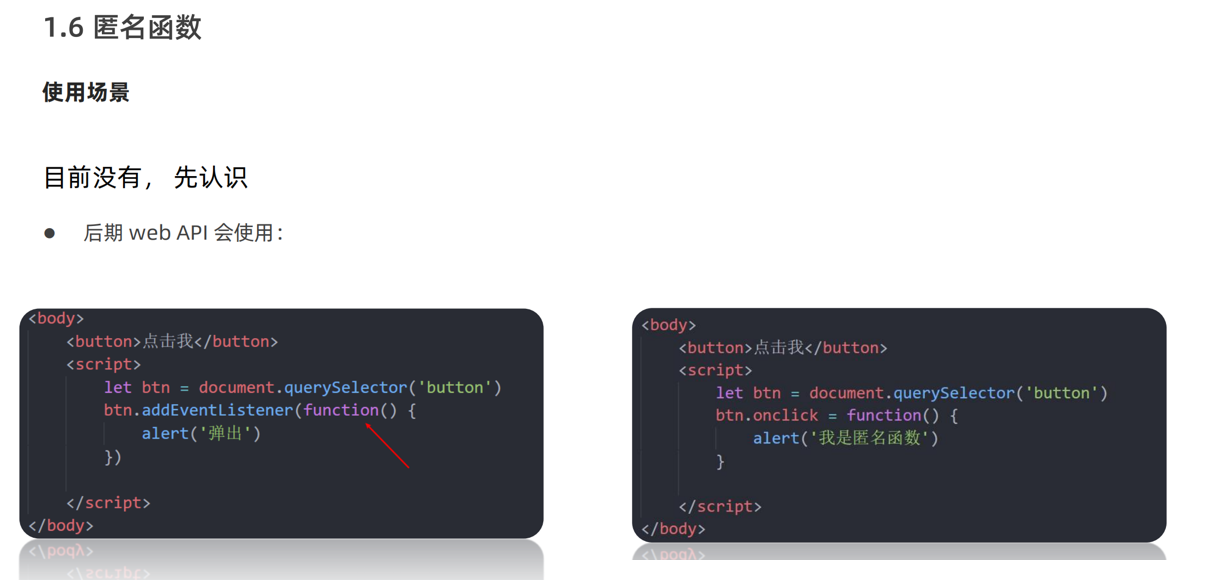 1.6 匿名函数
使用场景
目前没有， 先认识
● 后期 web API 会使用：
<body>
<button>点击我</button>
<script>
let btn = document.querySelector('button')
btn.addEventListener(function() {
alert('弹出')
})
</script>
</body>
<body>
<button>点击我</button>
<script>
let btn = document.querySelector('button')
btn.onclick = function() {
alert('我是匿名函数')
}
</script>
</body>